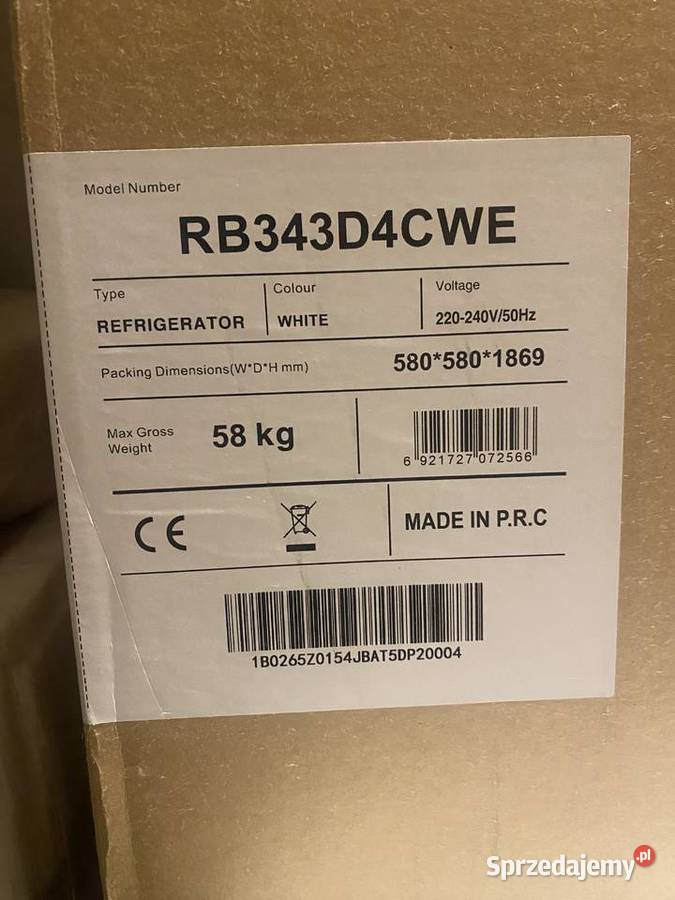 Model Number
RB343D4CWE
Type
REFRIGERATOR
Colour
WHITE
Voltage
220-240V/50Hz
Packing Dimensions(W*D*H mm)
580*580*1869
Max Gross
Weight
58 kg
6 921727 072566
CE
MADE IN P.R.C
1B0265Z0154JBAT5DP20004
Sprzedajemy.pl